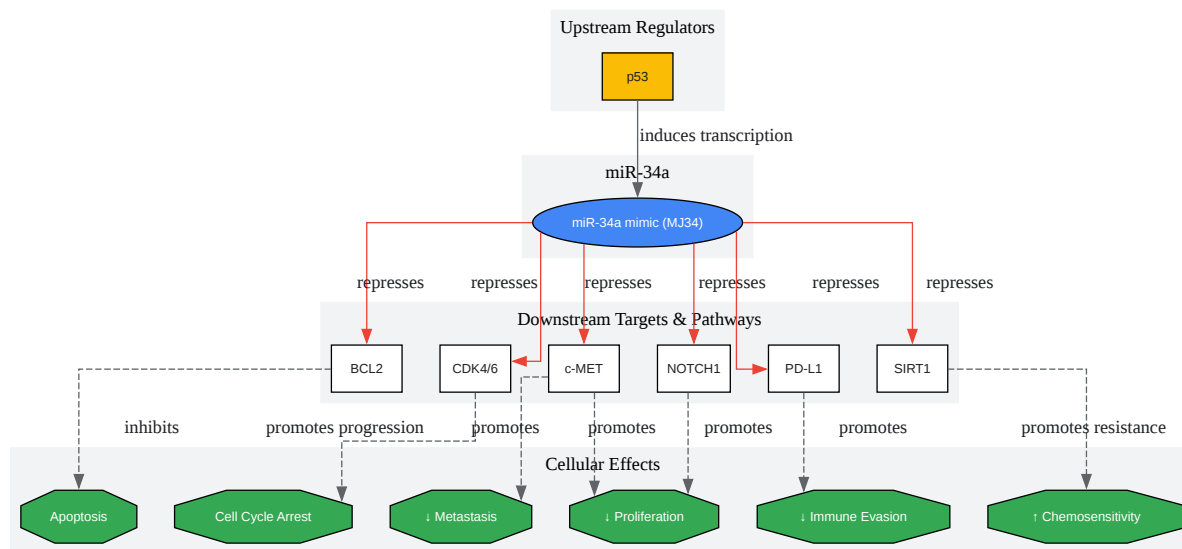 Upstream Regulators
p53
induces transcription
miR-34a
miR-34a mimic (MJ34)
represses
represses
represses
represses
represses
represses
Downstream Targets & Pathways
BCL2
CDK4/6
c-MET
NOTCH1
PD-L1
SIRT1
inhibits
promotes progression
promotes
promotes
promotes
promotes
promotes resistance
Cellular Effects
Apoptosis
Cell Cycle Arrest
↓ Metastasis
↓ Proliferation
↓ Immune Evasion
↑ Chemosensitivity